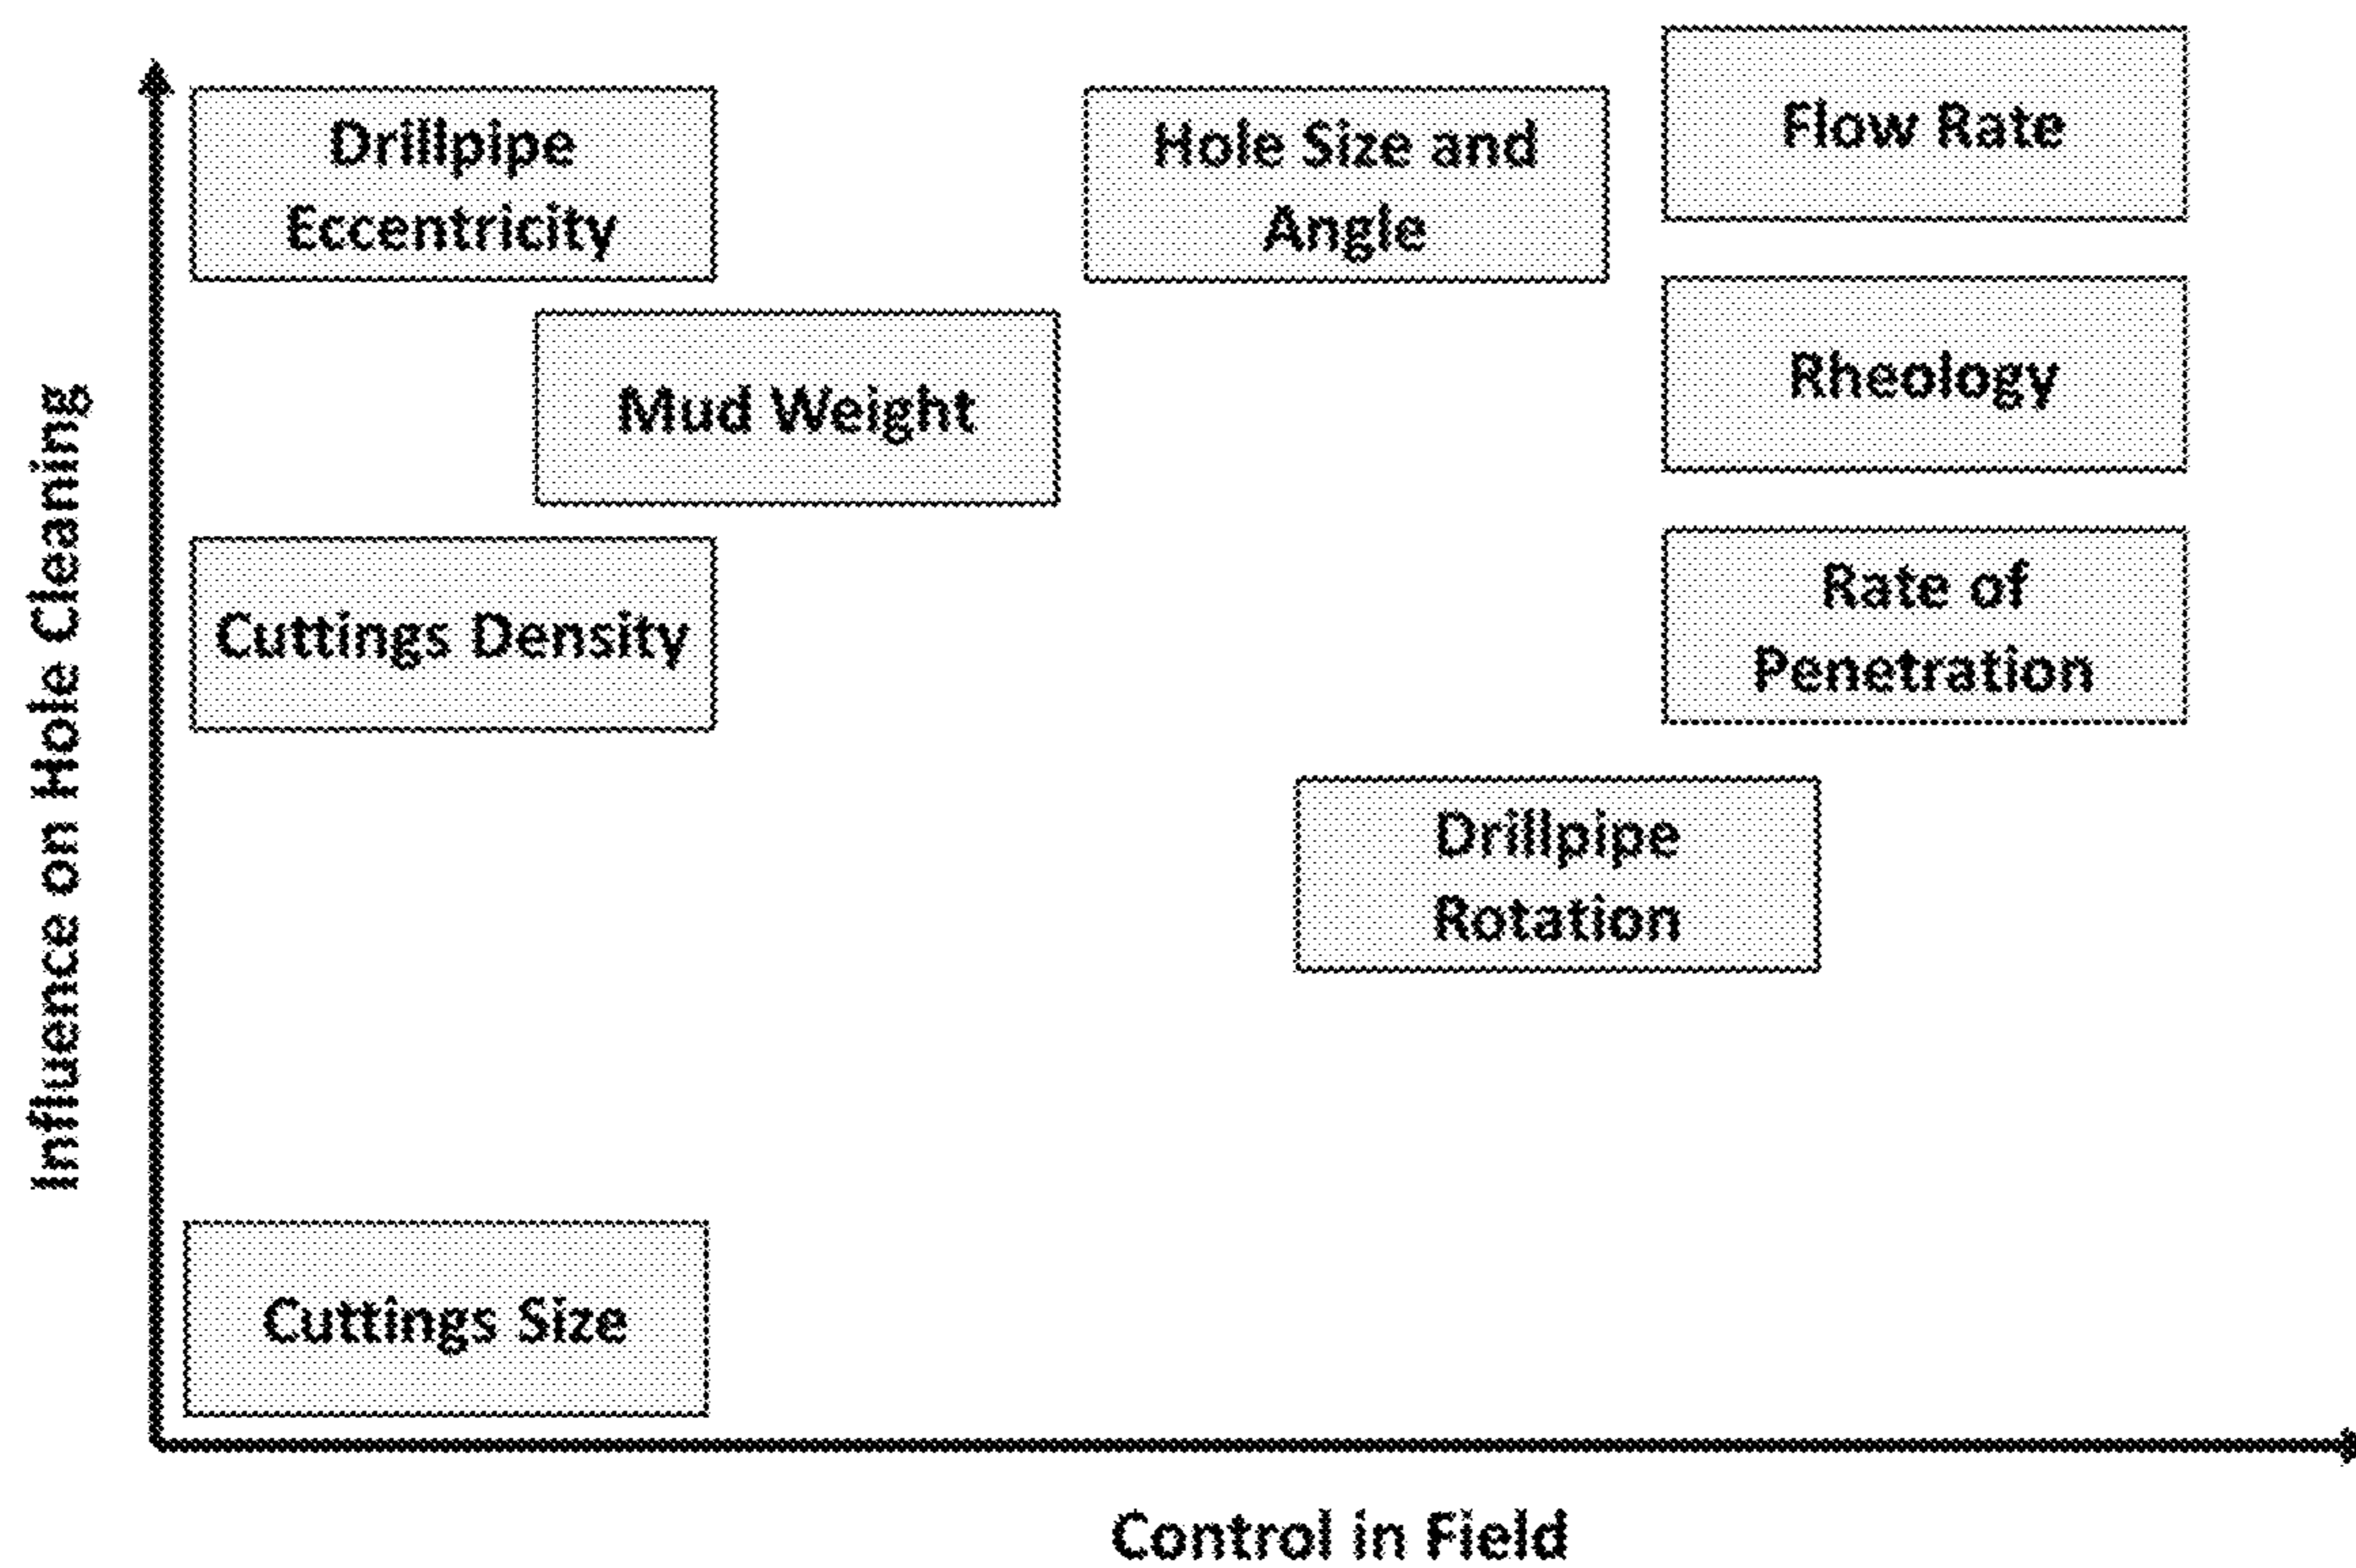 Influence on Hole Cleaning
Drillpipe
Eccentricity
Hole Size and
Angle
Flow Rate
Mud Weight
Rheology
Cuttings Density
Rate of
Penetration
Drillpipe
Rotation
Cuttings Size
Control in Field